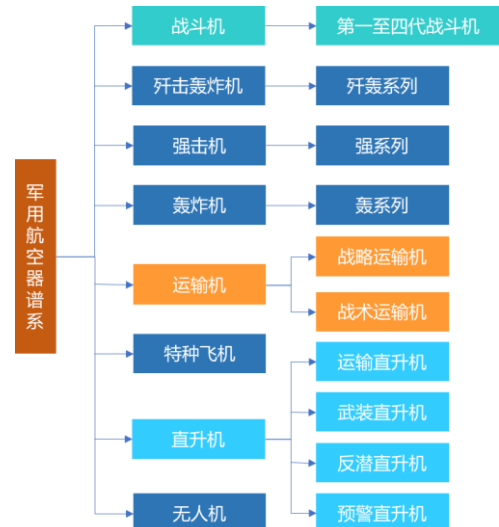 军用航空器谱系
战斗机
第一至四代战斗机
歼击轰炸机
歼轰系列
强击机
强系列
轰炸机
轰系列
运输机
战略运输机
战术运输机
特种飞机
直升机
运输直升机
武装直升机
反潜直升机
预警直升机
无人机